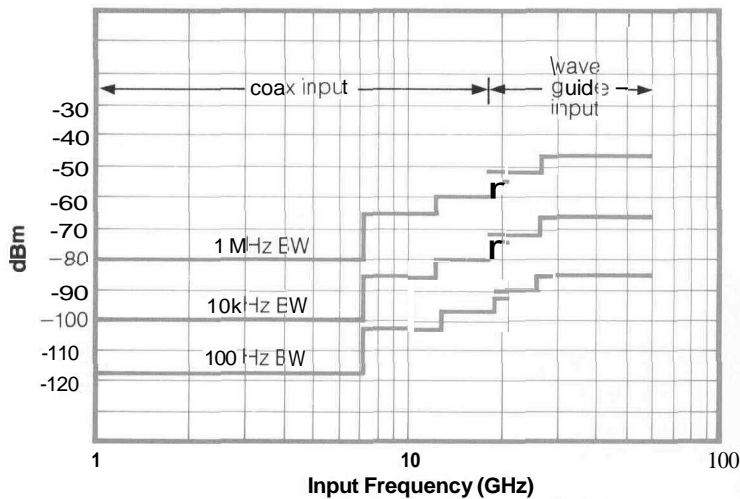 coax input
wave
guide
input
-30
-40
-50
-60
-70
-80
-90
-100
-110
-120
dBm
1 MHz BW
10kHz BW
100 Hz BW
r
r
1
10
100
Input Frequency (GHz)